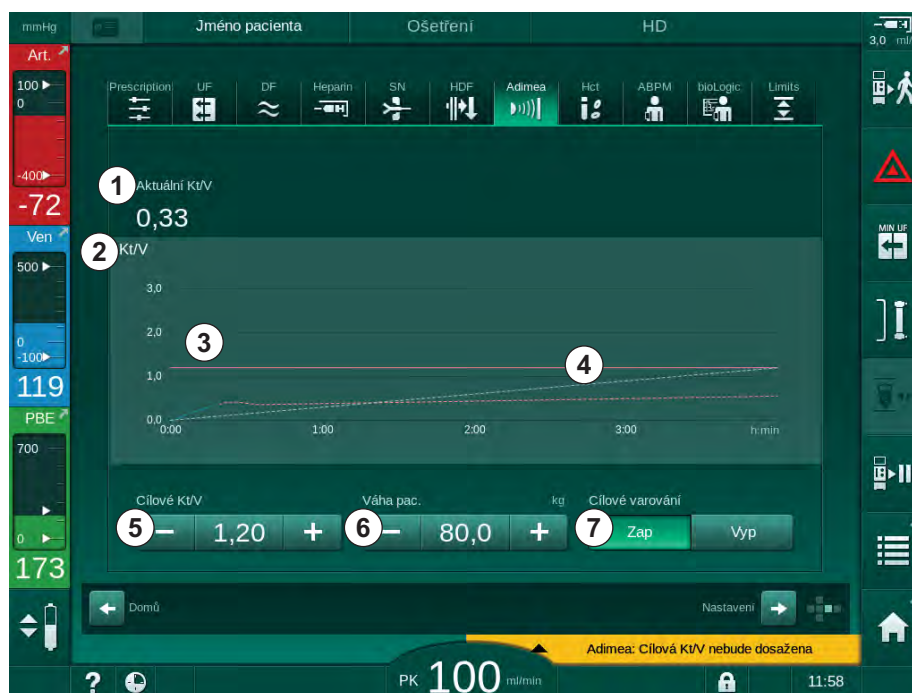 mmHg
Jméno pacienta
Ošetření
HD
3,0 ml/
Art.
100
0
-400
-72
Ven
500
0
-100
119
PBE
700
0
173
Prescription
UF
DF
Heparin
SN
HDF
Adimea
Hct
ABPM
bioLogic
Limits
1
Aktuální Kt/V
0,33
2
Kt/V
3,0
2,0
3
4
1,0
0,0
0:00
1:00
2:00
3:00
h:min
Cílové Kt/V
Váha pac.
kg
Cílové varování
5
− 1,20 +
6
− 80,0 +
7
Zap
Vyp
MIN UF
Domů
Nastavení
Adimea: Cílová Kt/V nebude dosažena
?
PK 100 ml/min
11:58